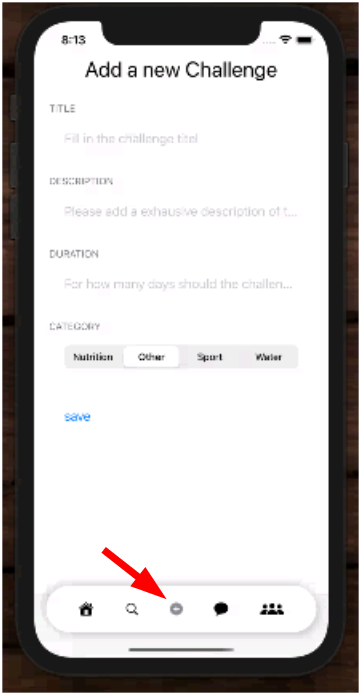 8:13
Add a new Challenge
TITLE
Fill in the challenge titel
DESCRIPTION
Please add a exhausive description of t...
DURATION
For how many days should the challen...
CATEGORY
Nutrition Other Sport Water
save